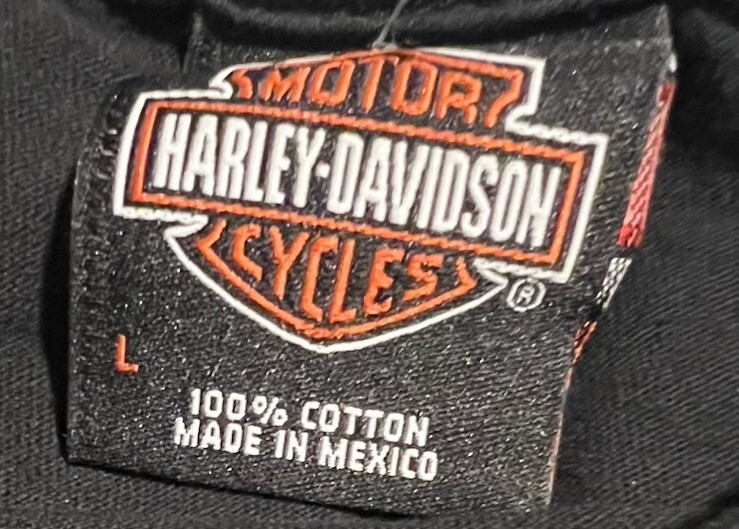 MOTOR
HARLEY-DAVIDSON
CYCLES
®
L
100% COTTON
MADE IN MEXICO